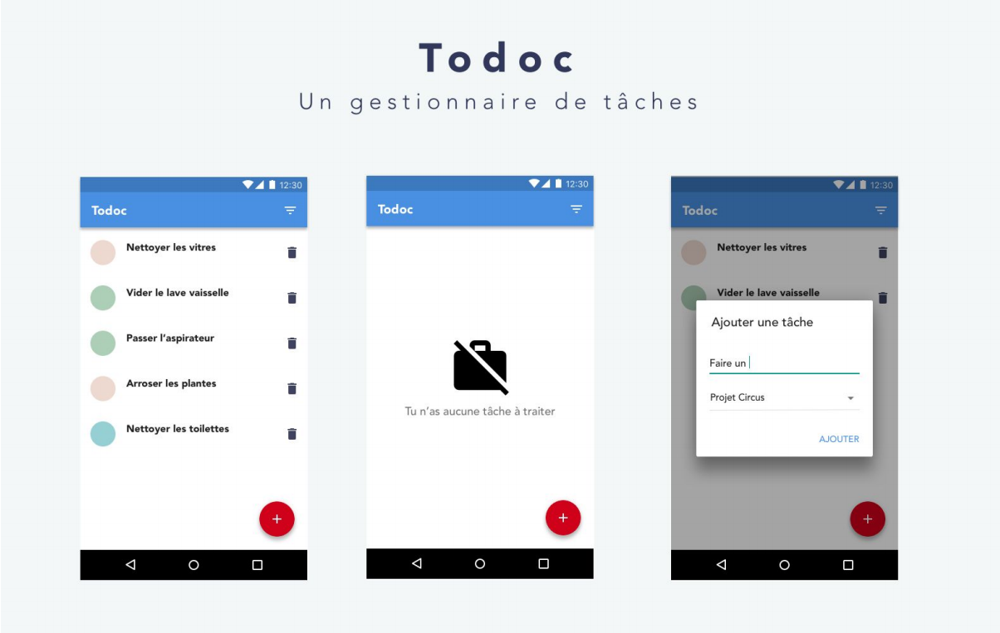 Todoc
Un gestionnaire de tâches
12:30
Todoc
Nettoyer les vitres
Vider le lave vaisselle
Passer l'aspirateur
Arroser les plantes
Nettoyer les toilettes
+
12:30
Todoc
Tu n'as aucune tâche à traiter
+
12:30
Todoc
Nettoyer les vitres
Vider le lave vaisselle
Ajouter une tâche
Faire un
Projet Circus
AJOUTER
+